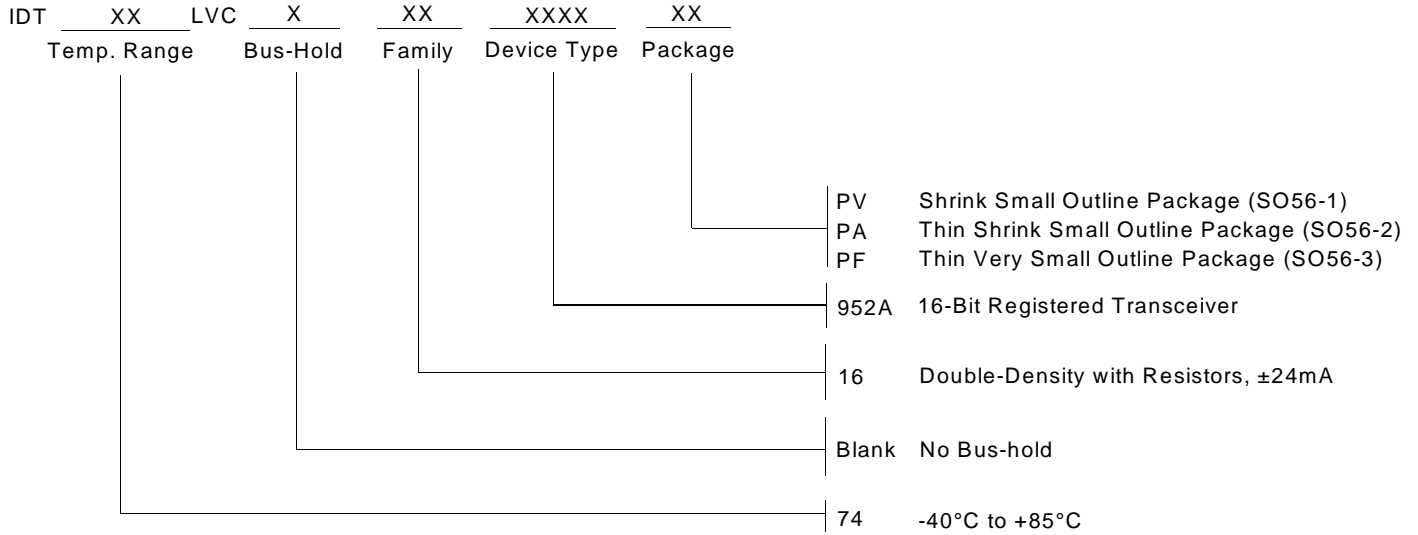 IDT XX LVC X XX XXXX XX
Temp. Range Bus-Hold Family Device Type Package
PV Shrink Small Outline Package (SO56-1)
PA Thin Shrink Small Outline Package (SO56-2)
PF Thin Very Small Outline Package (SO56-3)
952A 16-Bit Registered Transceiver
16 Double-Density with Resistors, ±24mA
Blank No Bus-hold
74 -40°C to +85°C